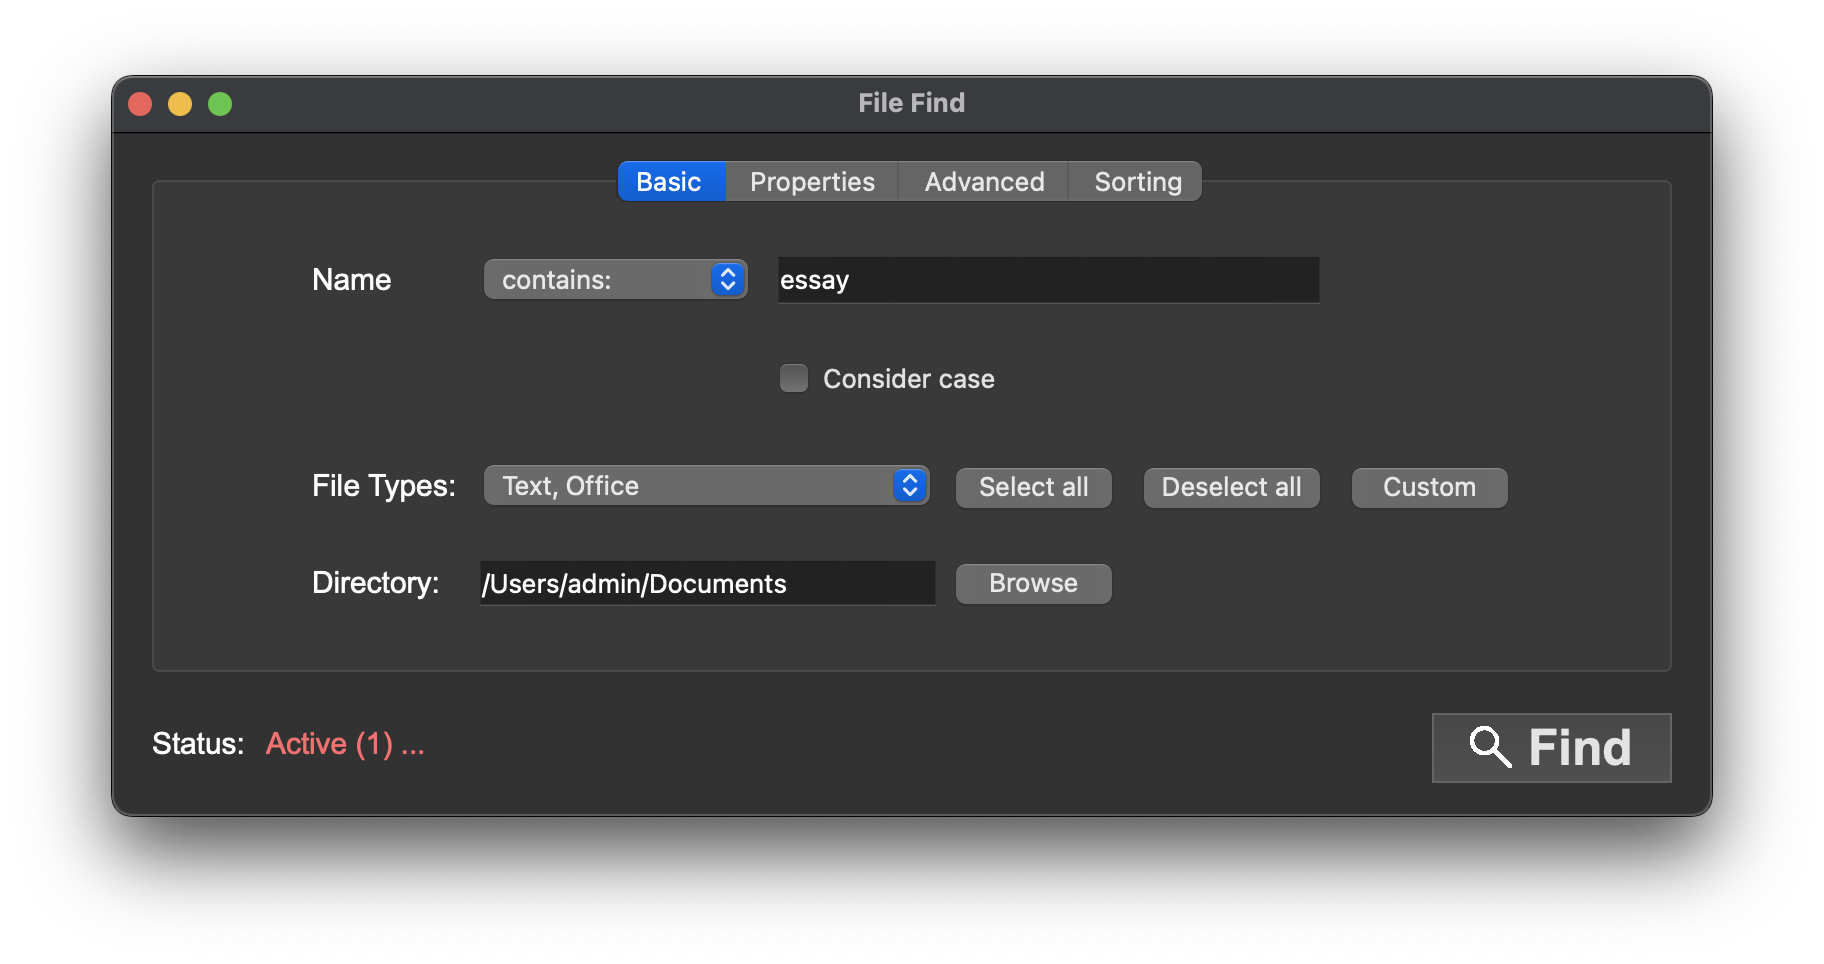 File Find
Basic Properties Advanced Sorting
Name contains: essay
Consider case
File Types: Text, Office Select all Deselect all Custom
Directory: /Users/admin/Documents Browse
Status: Active (1) ... Find